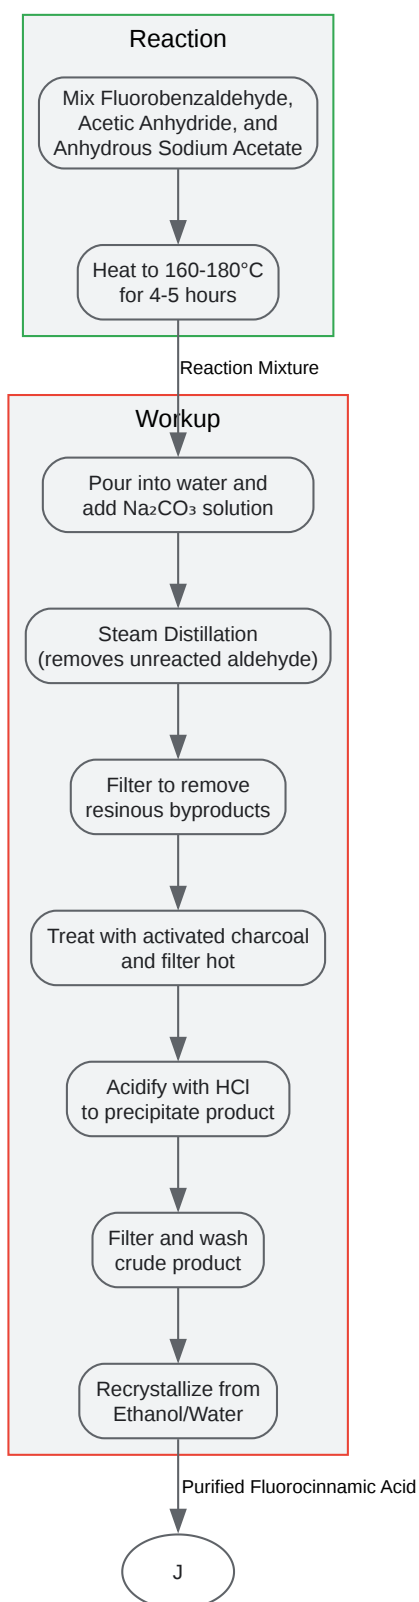 Reaction
Mix Fluorobenzaldehyde,
Acetic Anhydride, and
Anhydrous Sodium Acetate
Heat to 160-180°C
for 4-5 hours
Reaction Mixture
Workup
Pour into water and
add Na₂CO₃ solution
Steam Distillation
(removes unreacted aldehyde)
Filter to remove
resinous byproducts
Treat with activated charcoal
and filter hot
Acidify with HCl
to precipitate product
Filter and wash
crude product
Recrystallize from
Ethanol/Water
Purified Fluorocinnamic Acid
J